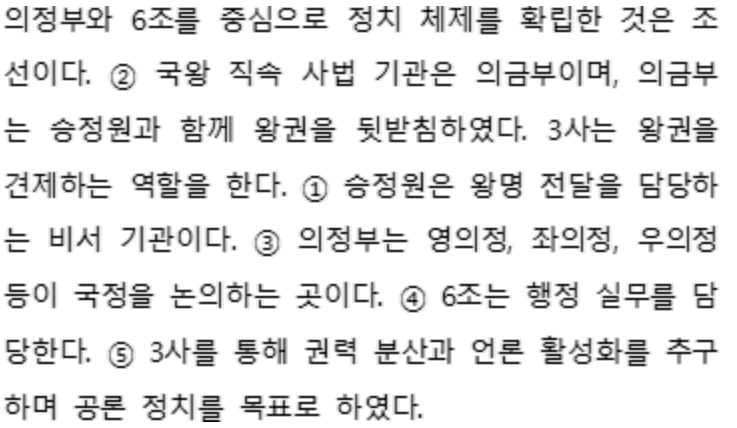 의정부와 6조를 중심으로 정치 체제를 확립한 것은 조
선이다. ② 국왕 직속 사법 기관은 의금부이며, 의금부
는 승정원과 함께 왕권을 뒷받침하였다. 3사는 왕권을
견제하는 역할을 한다. ① 승정원은 왕명 전달을 담당하
는 비서 기관이다. ③ 의정부는 영의정, 좌의정, 우의정
등이 국정을 논의하는 곳이다. ④ 6조는 행정 실무를 담
당한다. ⑤ 3사를 통해 권력 분산과 언론 활성화를 추구
하며 공론 정치를 목표로 하였다.